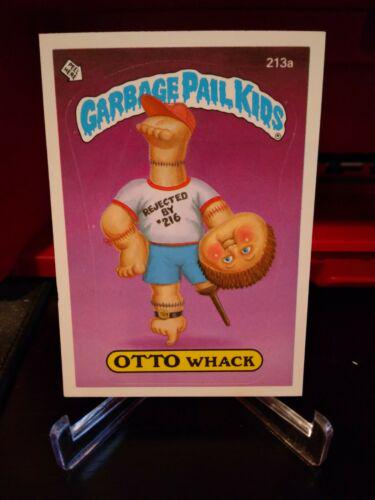 213a
GARBAGE PAIL KIDS
REJECTED
BY
#216
OTTO WHACK